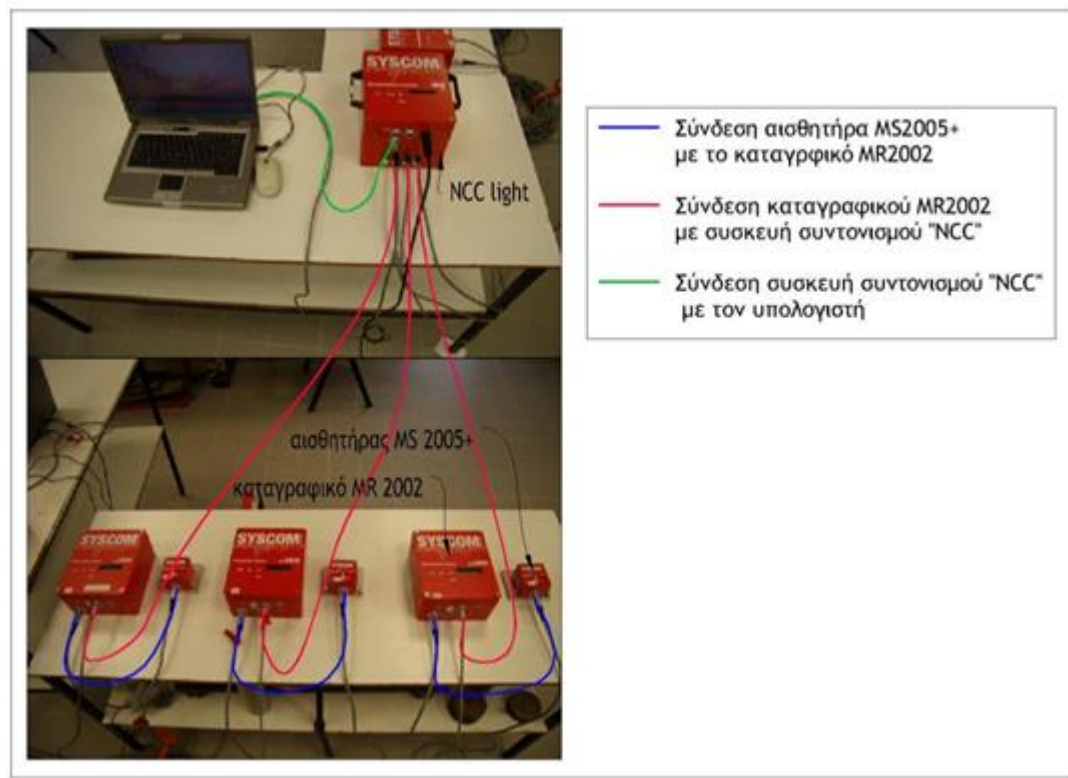 SYSCOM
NCC light
Σύνδεση αισθητήρα MS2005+
με το καταγρφικό MR2002
Σύνδεση καταγραφικού MR2002
με συσκευή συντονισμού "NCC"
Σύνδεση συσκευή συντονισμού "NCC"
με τον υπολογιστή
αισθητήρας MS 2005+
καταγραφικό MR 2002
SYSCOM
SYSCOM
SYSCOM